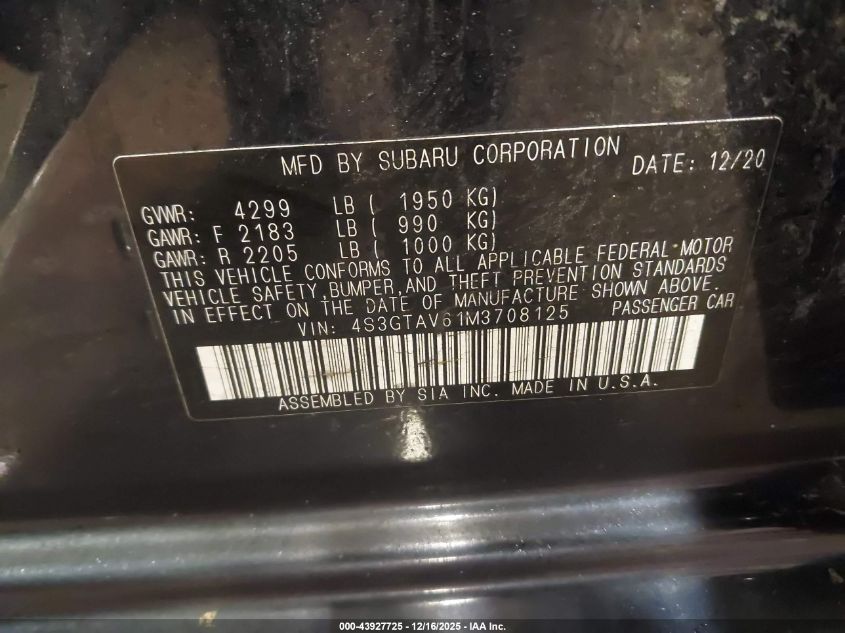 MFD BY SUBARU CORPORATION DATE: 12/20
GVWR: 4299 LB ( 1950 KG)
GAWR: F 2183 LB ( 990 KG)
GAWR: R 2205 LB ( 1000 KG)
THIS VEHICLE CONFORMS TO ALL APPLICABLE FEDERAL MOTOR
VEHICLE SAFETY,BUMPER,AND THEFT PREVENTION STANDARDS
IN EFFECT ON THE DATE OF MANUFACTURE SHOWN ABOVE.
VIN: 4S3GTAV61M3708125 PASSENGER CAR
ASSEMBLED BY SIA INC. MADE IN U.S.A.
000-43927725 - 12/16/2025 - IAA Inc.